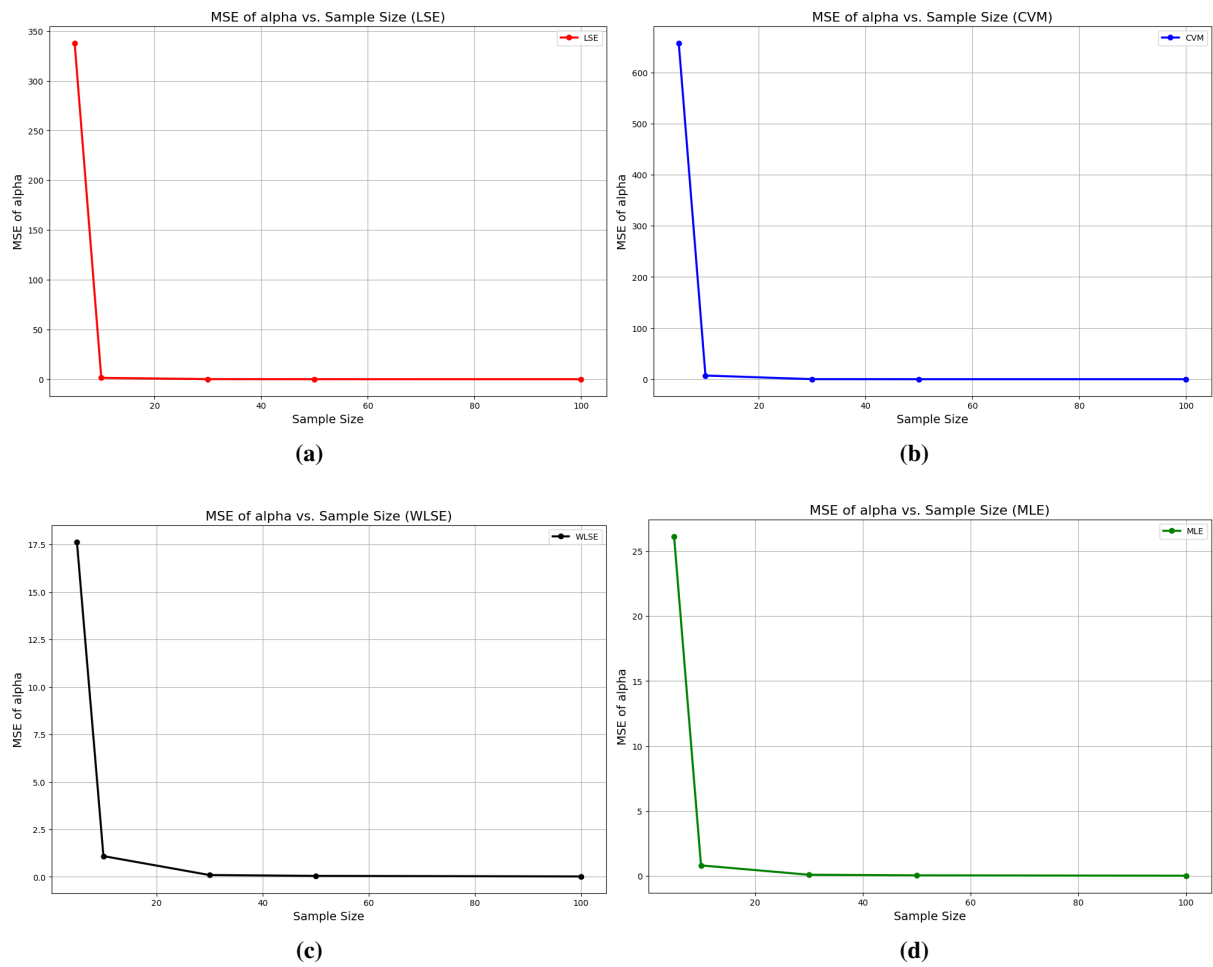 MSE of alpha vs. Sample Size (LSE)
LSE
350
300
250
200
150
100
50
0
MSE of alpha
20 40 60 80 100
Sample Size
(a)
MSE of alpha vs. Sample Size (CVM)
CVM
600
500
400
300
200
100
0
MSE of alpha
20 40 60 80 100
Sample Size
(b)
MSE of alpha vs. Sample Size (WLSE)
WLSE
17.5
15.0
12.5
10.0
7.5
5.0
2.5
0.0
MSE of alpha
20 40 60 80 100
Sample Size
(c)
MSE of alpha vs. Sample Size (MLE)
MLE
25
20
15
10
5
0
MSE of alpha
20 40 60 80 100
Sample Size
(d)